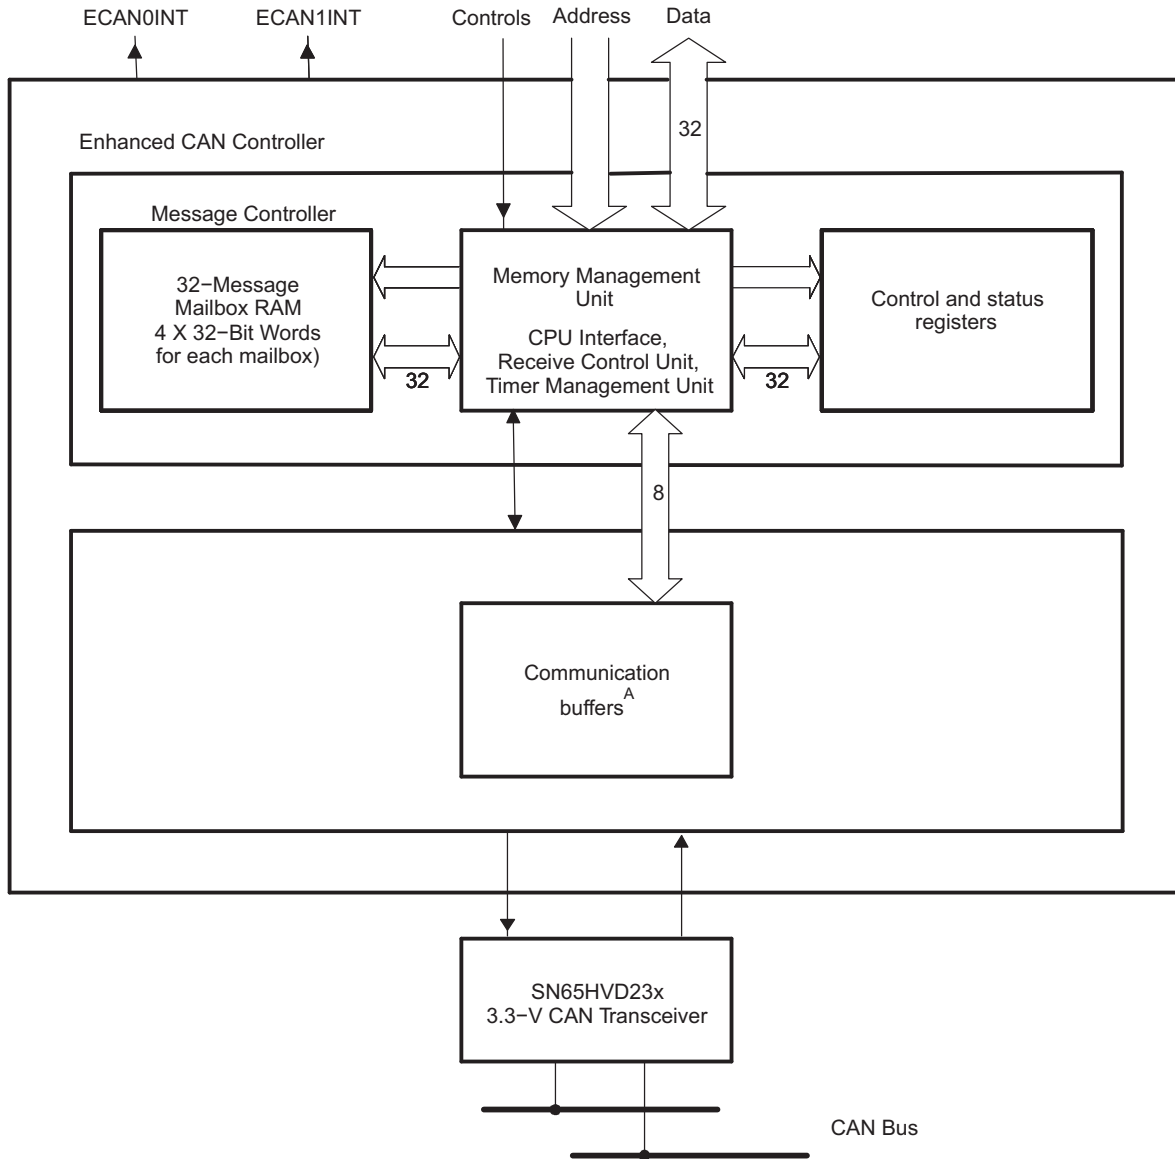 ECAN0INT
ECAN1INT
Controls
Address
Data
32
Enhanced CAN Controller
Message Controller
32−Message
Mailbox RAM
4 X 32−Bit Words
for each mailbox)
32
Memory Management
Unit
CPU Interface,
Receive Control Unit,
Timer Management Unit
32
Control and status
registers
8
Communication
buffers A
SN65HVD23x
3.3−V CAN Transceiver
CAN Bus